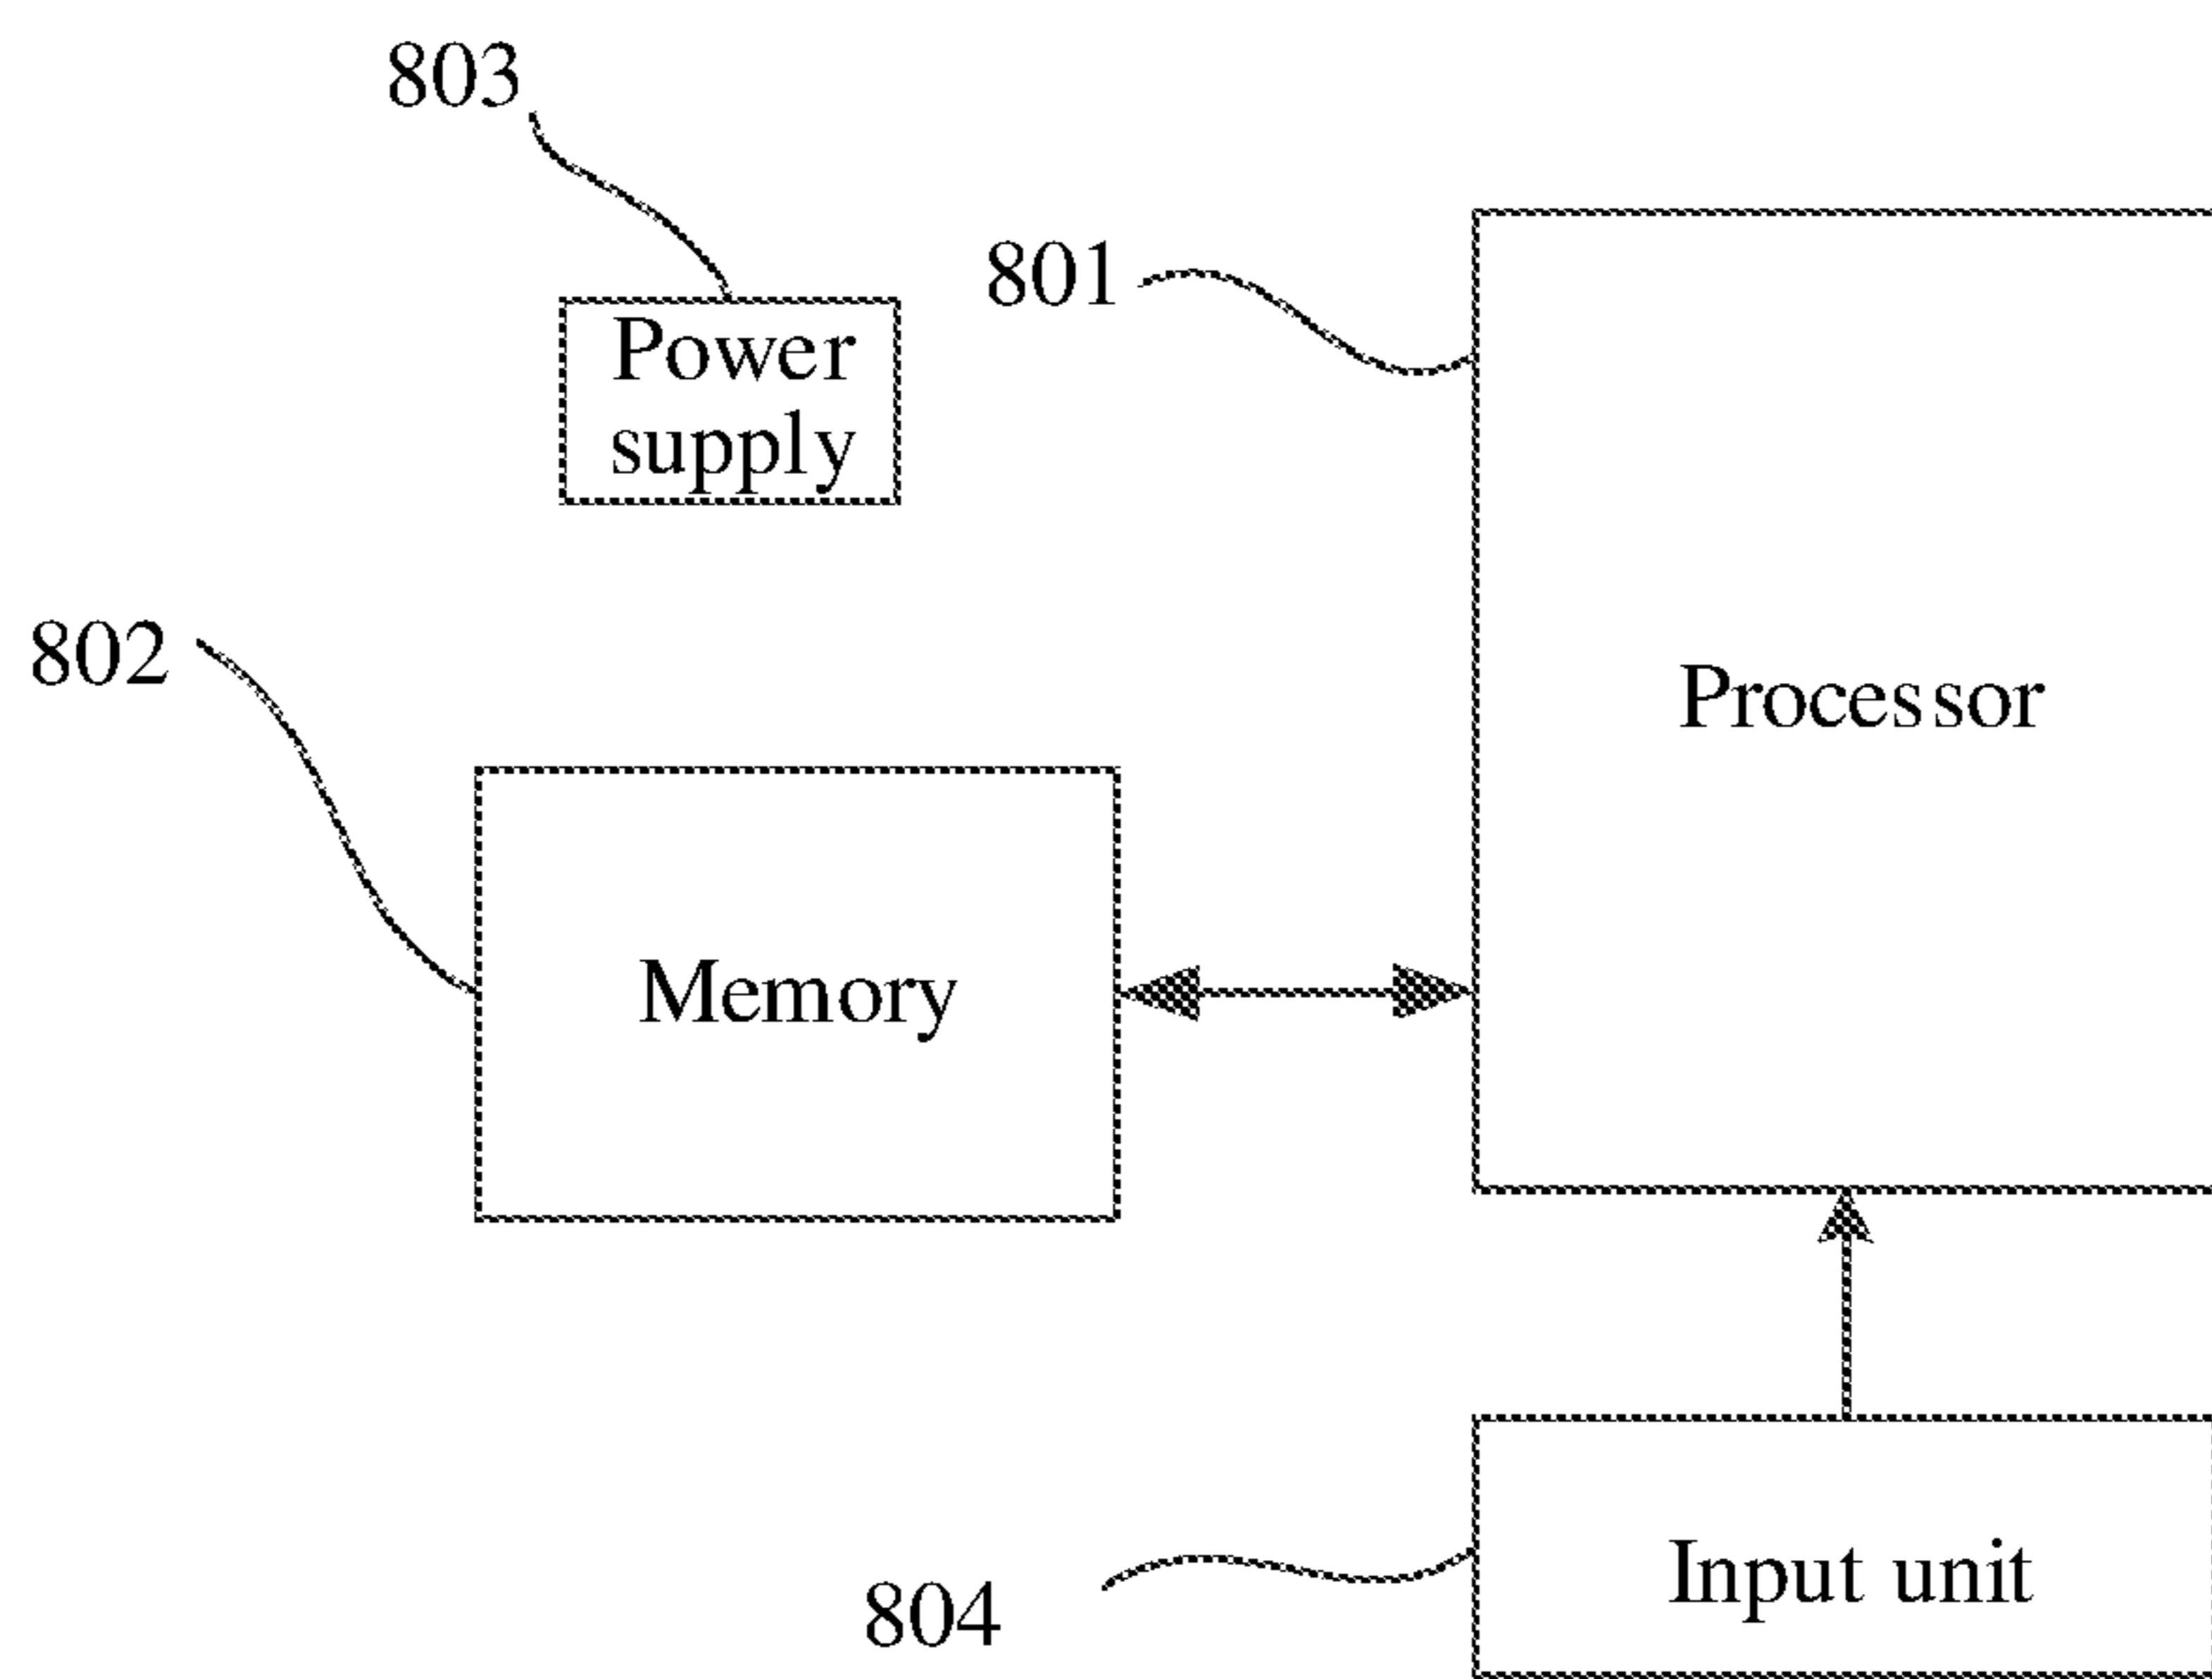 803
801
Power
supply
802
Processor
Memory
Input unit
804